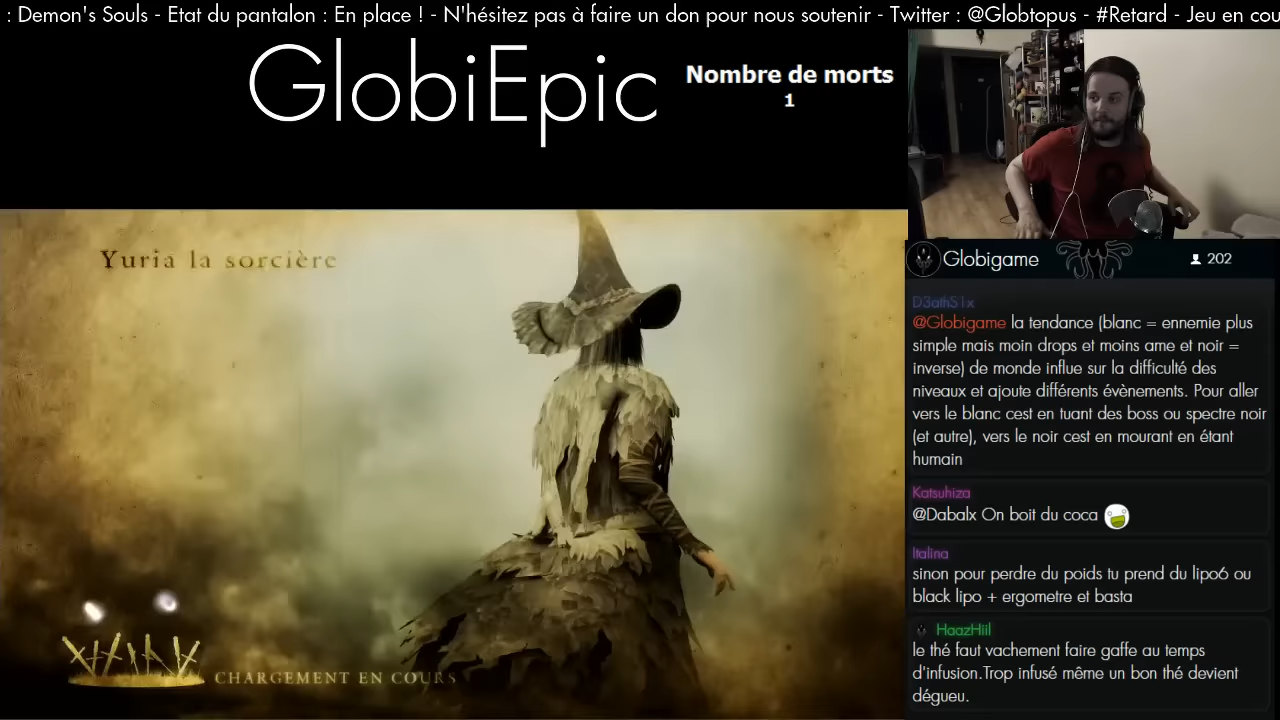 : Demon's Souls - Etat du pantalon : En place ! - N'hésitez pas à faire un don pour nous soutenir - Twitter : @Globtopus - #Retard - Jeu en cou
GlobiEpic
Nombre de morts
1
Yuria la sorcière
CHARGEMENT EN COURS
Globigame
202
D3athS1x
@Globigame la tendance (blanc = ennemie plus
simple mais moin drops et moins ame et noir =
inverse) de monde influe sur la difficulté des
niveaux et ajoute différents évènements. Pour aller
vers le blanc cest en tuant des boss ou spectre noir
(et autre), vers le noir cest en mourant en étant
humain
Katsuhiza
@Dabalx On boit du coca
Italina
sinon pour perdre du poids tu prend du lipo6 ou
black lipo + ergometre et basta
HaazHiil
le thé faut vachement faire gaffe au temps
d'infusion.Trop infusé même un bon thé devient
dégueu.